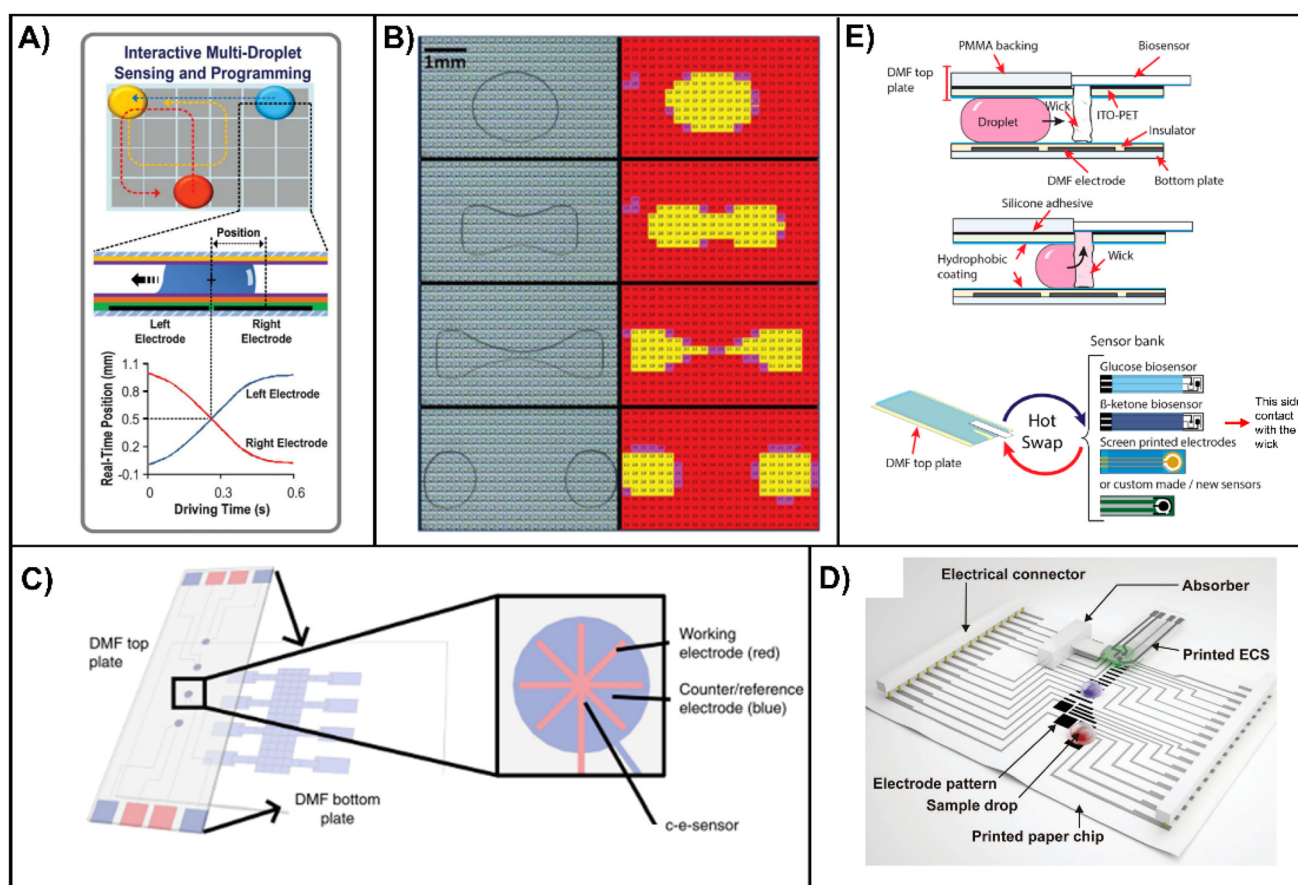 A)
Interactive Multi-Droplet
Sensing and Programming
Position
Left
Electrode
Right
Electrode
Real-Time Position (mm)
1.1
0.8
0.5
0.2
-0.1
Left Electrode
Right Electrode
0
0.3
0.6
Driving Time (s)
B)
1mm
E)
PMMA backing
Biosensor
DMF top
plate
Wick
ITO-PET
Droplet
Insulator
DMF electrode
Bottom plate
Silicone adhesive
Hydrophobic
coating
Wick
Sensor bank
Glucose biosensor
ß-ketone biosensor
Screen printed electrodes
or custom made / new sensors
This side
contact
with the
wick
Hot
Swap
DMF top plate
C)
DMF top
plate
DMF bottom
plate
Working
electrode (red)
Counter/reference
electrode (blue)
c-e-sensor
D)
Electrical connector
Absorber
Printed ECS
Electrode pattern
Sample drop
Printed paper chip